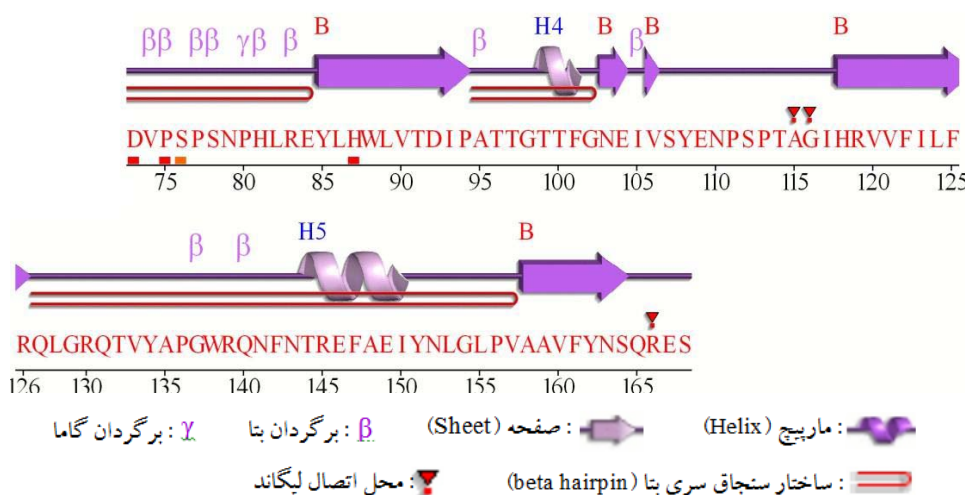 ββ ββ γβ β B β H4 B β B B
DVPSPSNPHLREYLHWLVTDIPATTGTTFGNEIVSYENPSPTAGIHRVVFILF
75 80 85 90 95 100 105 110 115 120 125
β β H5 B
RQLGRQTVYAPGWRQNFNTREFAEIYNLGLPVAAVFYNSQRES
126 130 135 140 145 150 155 160 165
: مارپیچ (Helix) : صفحه (Sheet) β : برگردان بتا γ : برگردان گاما
: ساختار سنجاق سری بتا (beta hairpin) : محل اتصال لیگاند